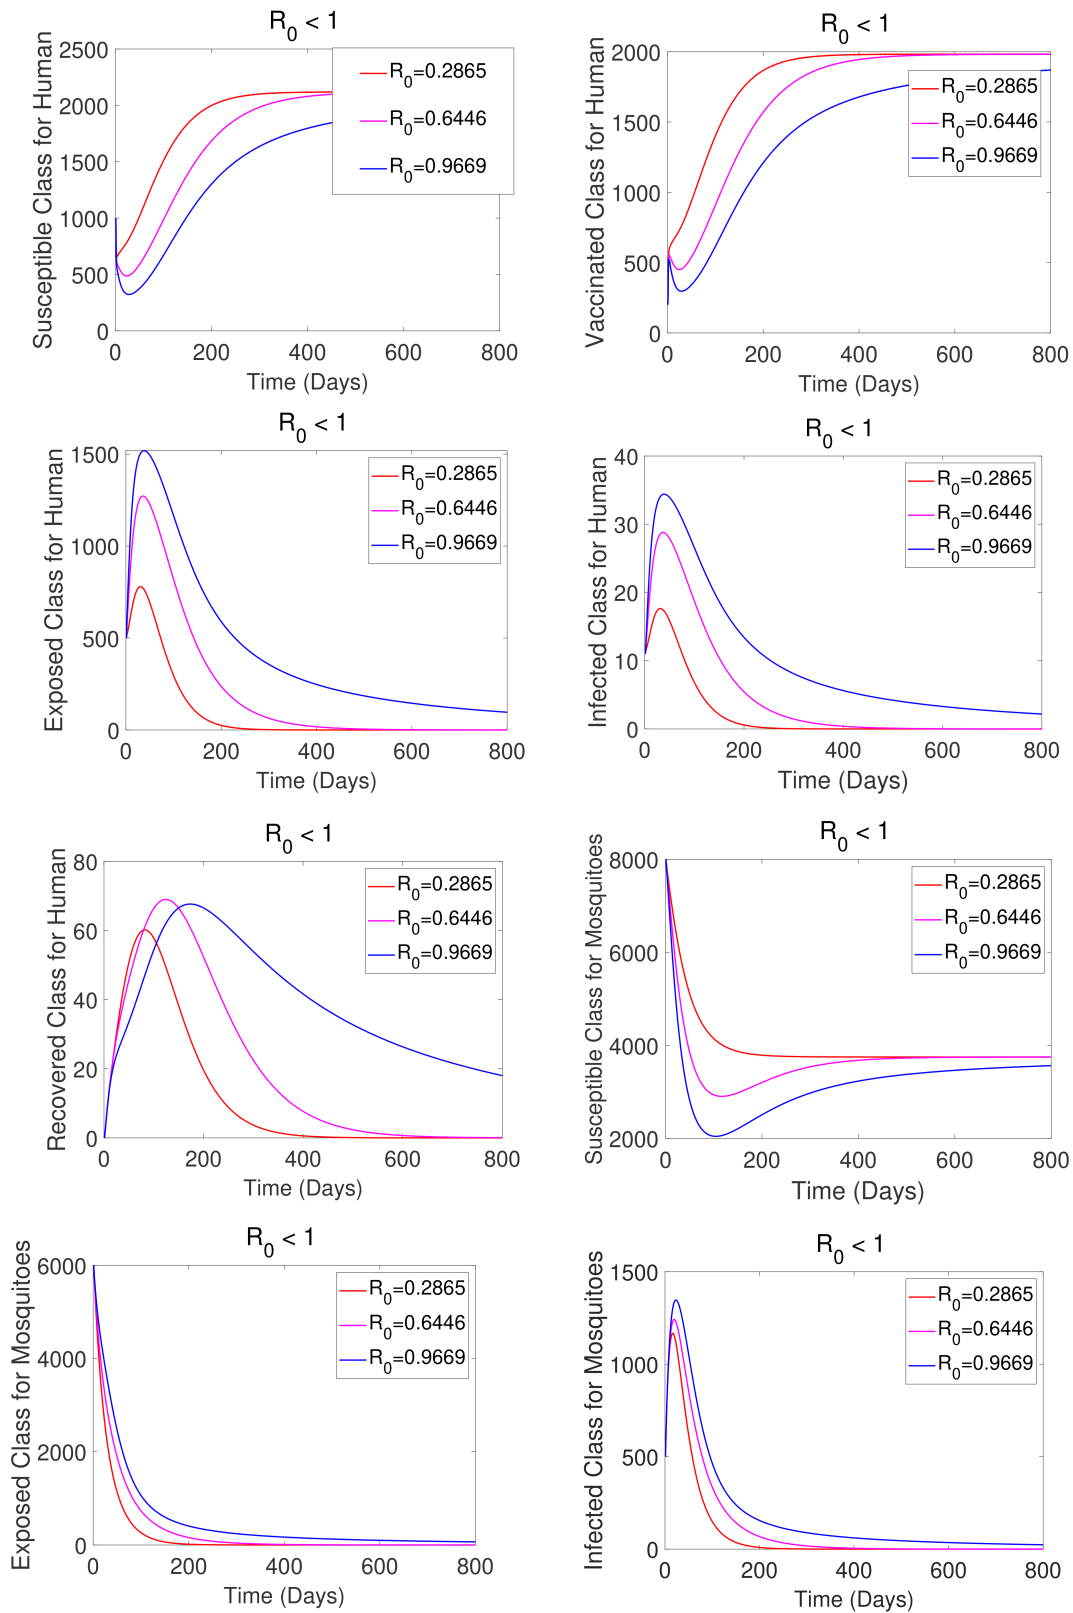 R0 < 1
Susceptible Class for Human
2500
2000
1500
1000
500
0
0 200 400 600 800
Time (Days)
R0=0.2865
R0=0.6446
R0=0.9669
R0 < 1
Vaccinated Class for Human
2000
1500
1000
500
0
0 200 400 600 800
Time (Days)
R0=0.2865
R0=0.6446
R0=0.9669
R0 < 1
Exposed Class for Human
1500
1000
500
0
0 200 400 600 800
Time (Days)
R0=0.2865
R0=0.6446
R0=0.9669
R0 < 1
Infected Class for Human
40
30
20
10
0
0 200 400 600 800
Time (Days)
R0=0.2865
R0=0.6446
R0=0.9669
R0 < 1
Recovered Class for Human
80
60
40
20
0
0 200 400 600 800
Time (Days)
R0=0.2865
R0=0.6446
R0=0.9669
R0 < 1
Susceptible Class for Mosquitoes
8000
6000
4000
2000
0 200 400 600 800
Time (Days)
R0=0.2865
R0=0.6446
R0=0.9669
R0 < 1
Exposed Class for Mosquitoes
6000
4000
2000
0
0 200 400 600 800
Time (Days)
R0=0.2865
R0=0.6446
R0=0.9669
R0 < 1
Infected Class for Mosquitoes
1500
1000
500
0
0 200 400 600 800
Time (Days)
R0=0.2865
R0=0.6446
R0=0.9669